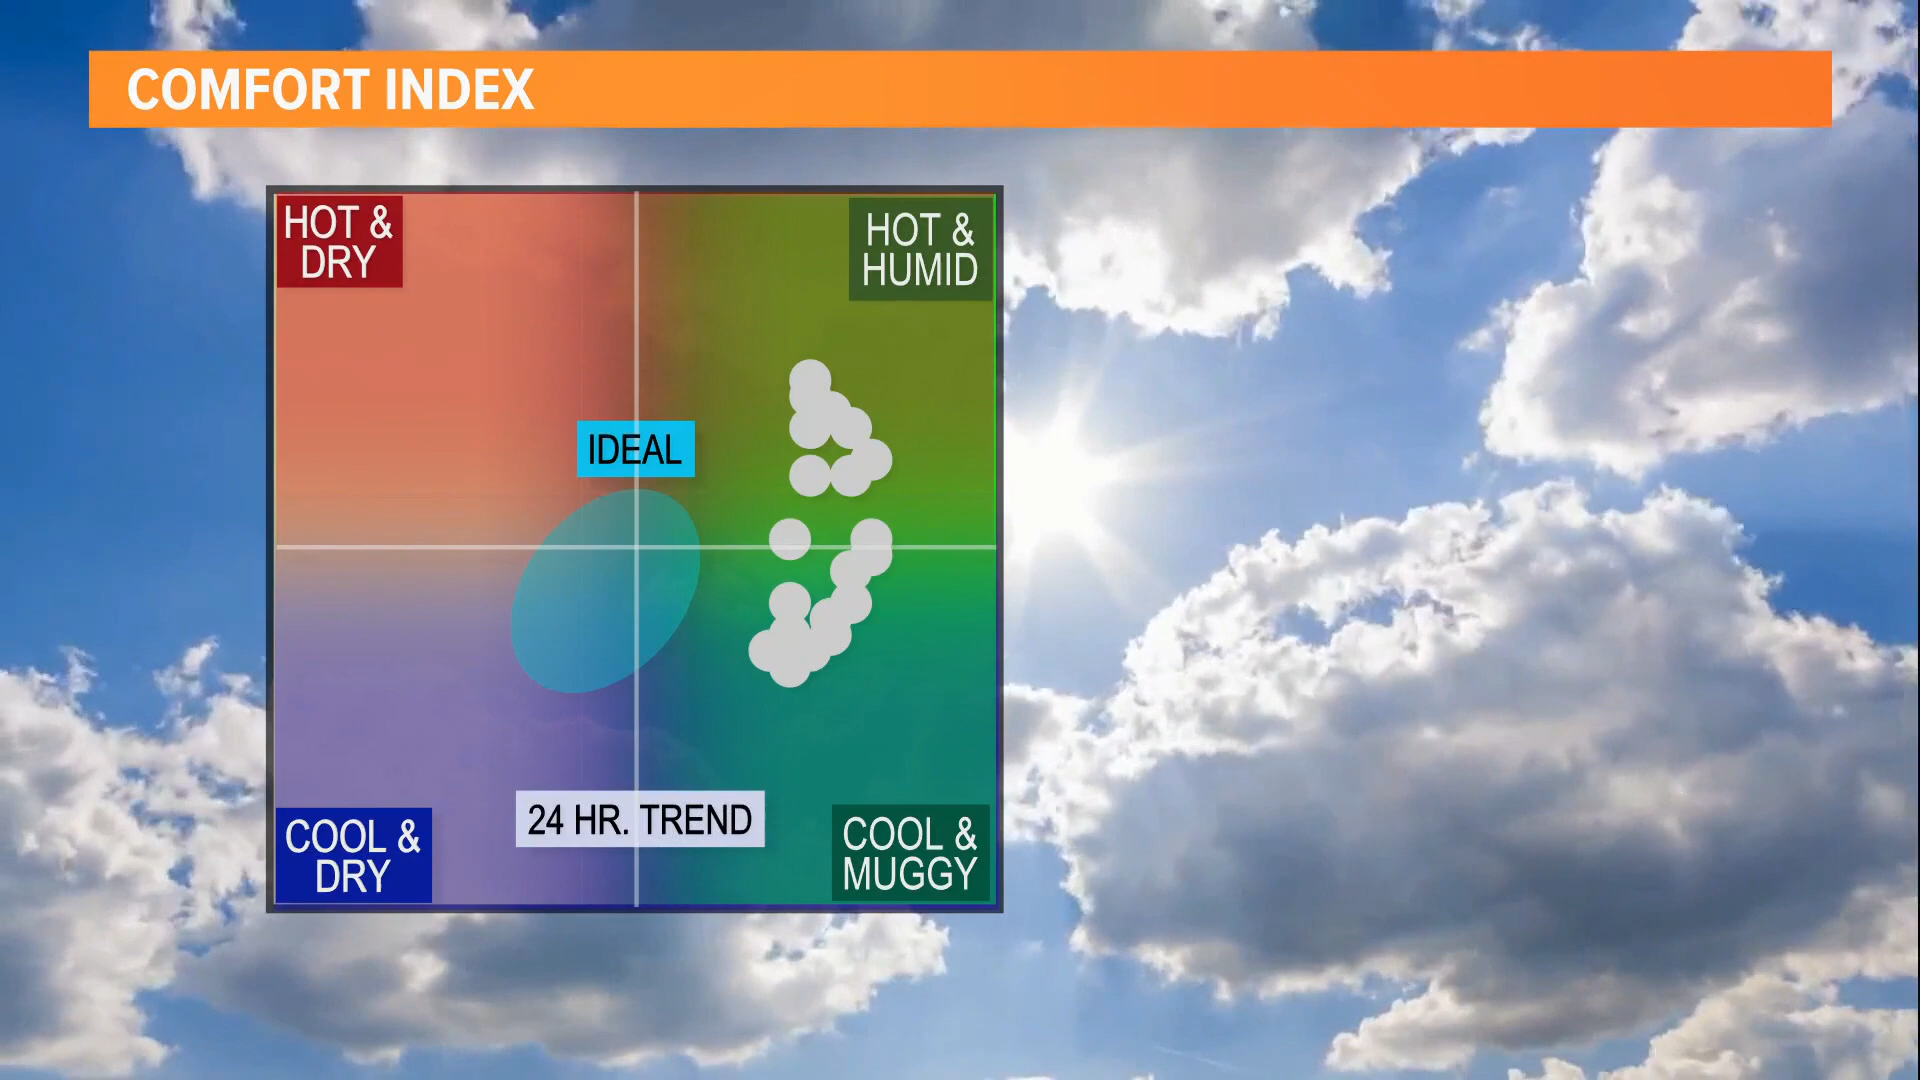 COMFORT INDEX
HOT &
DRY
HOT &
HUMID
IDEAL
24 HR. TREND
COOL &
DRY
COOL &
MUGGY